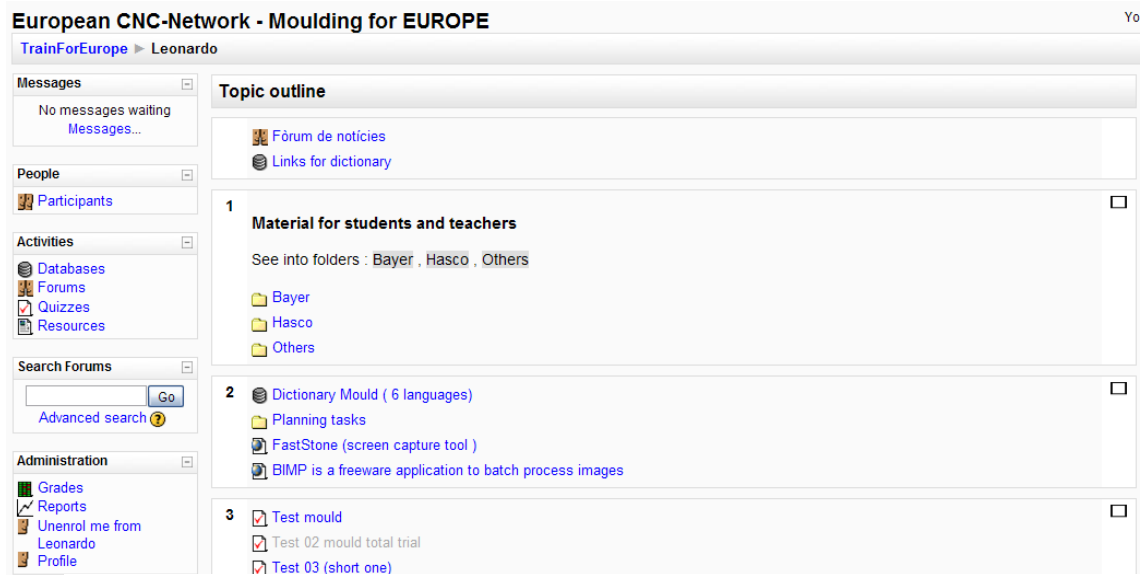 European CNC-Network - Moulding for EUROPE
Yo
TrainForEurope ► Leonardo
Messages
No messages waiting
Messages...
People
Participants
Activities
Databases
Forums
Quizzes
Resources
Search Forums
Go
Advanced search ?
Administration
Grades
Reports
Unenrol me from
Leonardo
Profile
Topic outline
Fòrum de notícies
Links for dictionary
1
Material for students and teachers
See into folders : Bayer , Hasco , Others
Bayer
Hasco
Others
2 Dictionary Mould ( 6 languages)
Planning tasks
FastStone (screen capture tool )
BIMP is a freeware application to batch process images
3 Test mould
Test 02 mould total trial
Test 03 (short one)